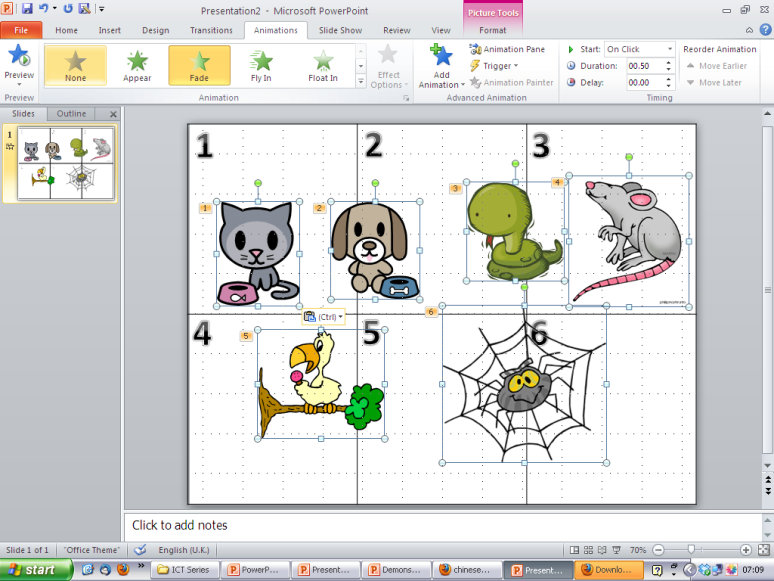 Presentation2 - Microsoft PowerPoint
Picture Tools
File Home Insert Design Transitions Animations Slide Show Review View Format
Preview
None
Appear
Fade
Fly In
Float In
Effect
Options
Add
Animation
Animation Pane
Trigger
Animation Painter
Start: On Click
Duration: 00.50
Delay: 00.00
Reorder Animation
Move Earlier
Move Later
Preview
Animation
Advanced Animation
Timing
Slides Outline
1
1 2 3
1 2 3 4
(Ctrl)
4 5 6
5 6
Click to add notes
Slide 1 of 1 "Office Theme" English (U.K.) 70%
start ICT Series PowerP... Present... Demons... chinese... Present... Downlo... 07:09